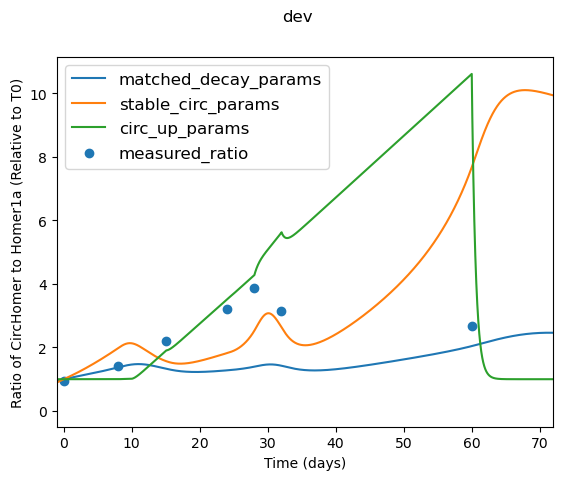 dev
matched_decay_params
stable_circ_params
circ_up_params
measured_ratio
Ratio of CircHomer to Homer1a (Relative to T0)
10
8
6
4
2
0
0 10 20 30 40 50 60 70
Time (days)